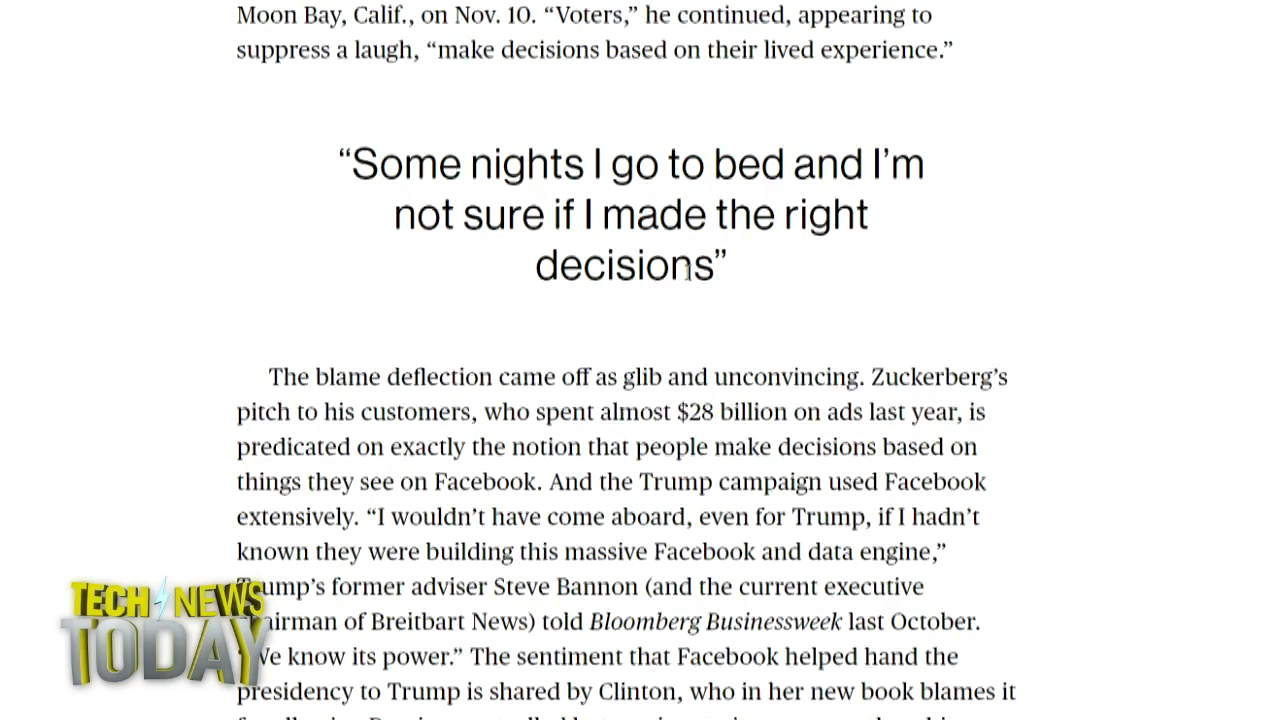 Moon Bay, Calif., on Nov. 10. “Voters,” he continued, appearing to
suppress a laugh, “make decisions based on their lived experience.”
“Some nights I go to bed and I’m
not sure if I made the right
decisions”
The blame deflection came off as glib and unconvincing. Zuckerberg’s
pitch to his customers, who spent almost $28 billion on ads last year, is
predicated on exactly the notion that people make decisions based on
things they see on Facebook. And the Trump campaign used Facebook
extensively. “I wouldn’t have come aboard, even for Trump, if I hadn’t
known they were building this massive Facebook and data engine,”
Trump’s former adviser Steve Bannon (and the current executive
chairman of Breitbart News) told Bloomberg Businessweek last October.
“We know its power.” The sentiment that Facebook helped hand the
presidency to Trump is shared by Clinton, who in her new book blames it
TECH NEWS
TODAY